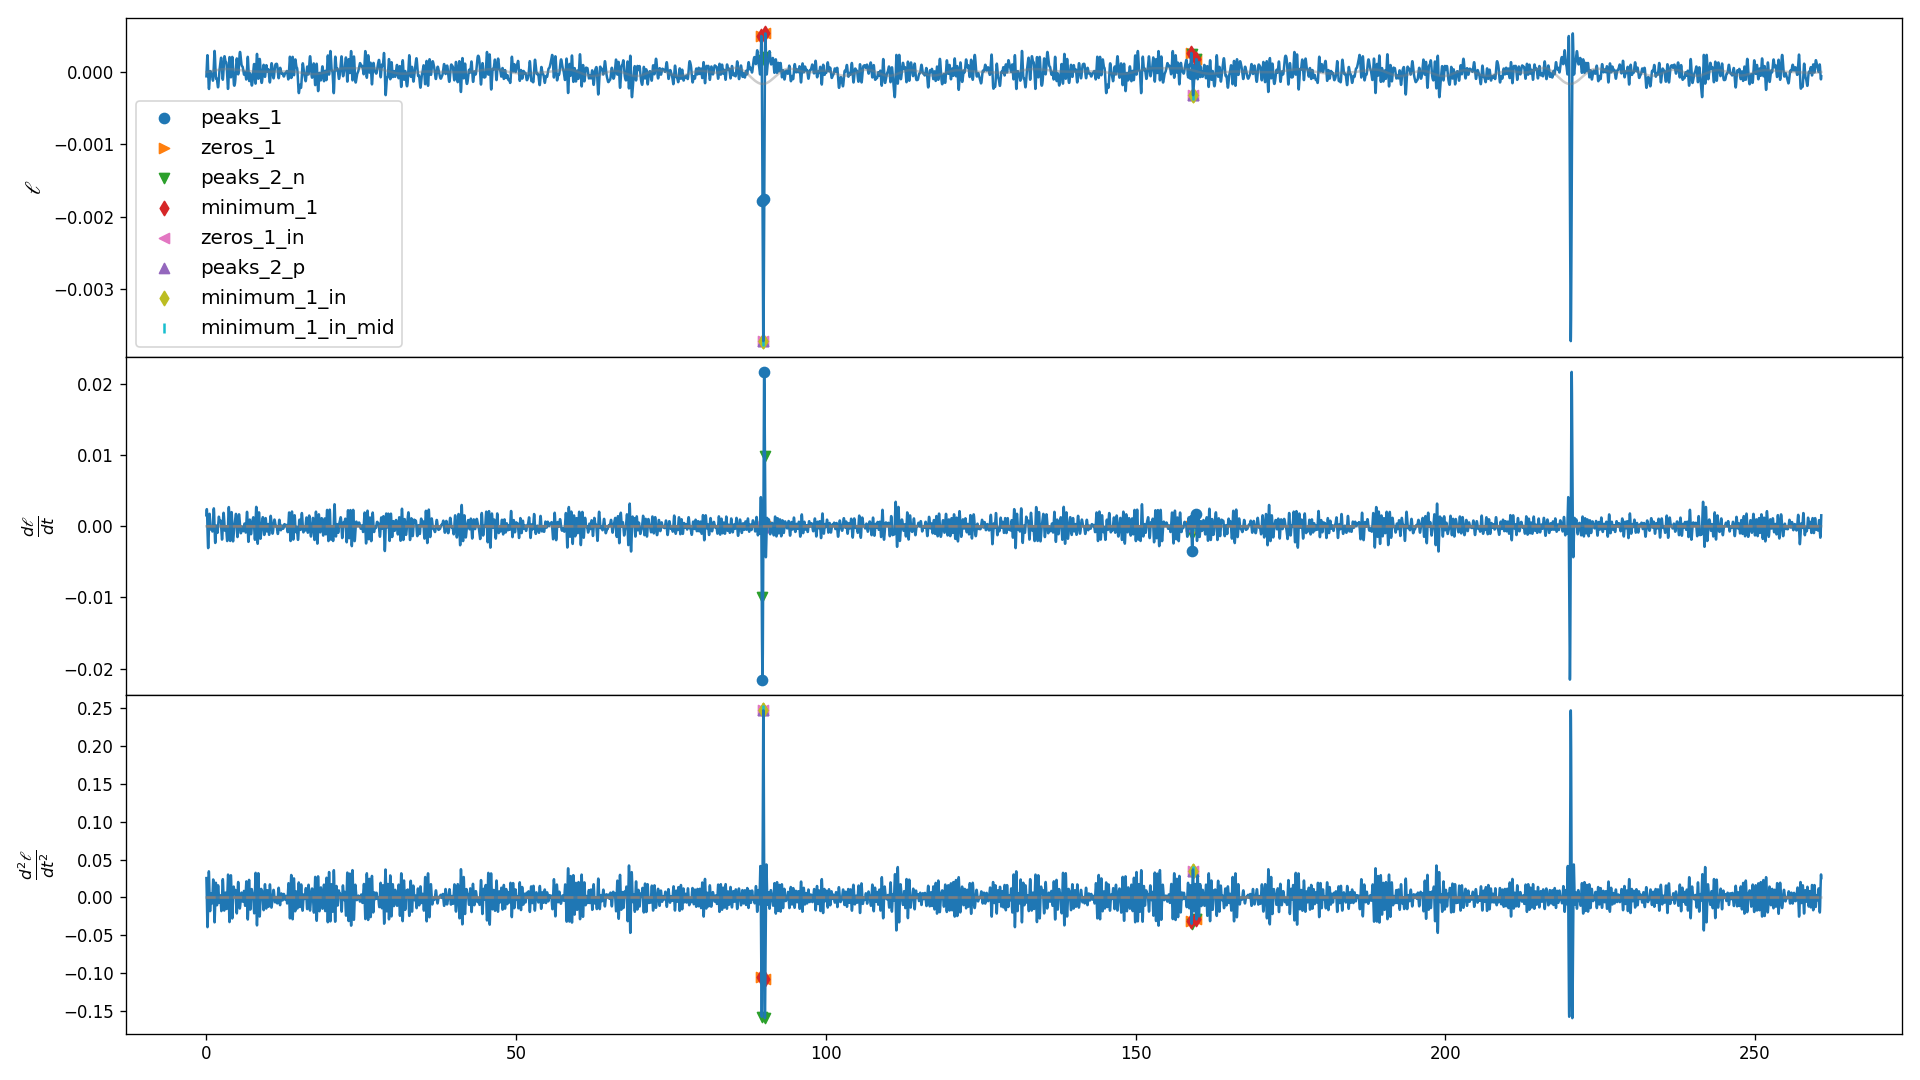 0.000
−0.001
−0.002
−0.003
ℓ
peaks_1
zeros_1
peaks_2_n
minimum_1
zeros_1_in
peaks_2_p
minimum_1_in
minimum_1_in_mid
0.02
0.01
0.00
−0.01
−0.02
dℓ
dt
0.25
0.20
0.15
0.10
0.05
0.00
−0.05
−0.10
−0.15
d²ℓ
dt²
0 50 100 150 200 250